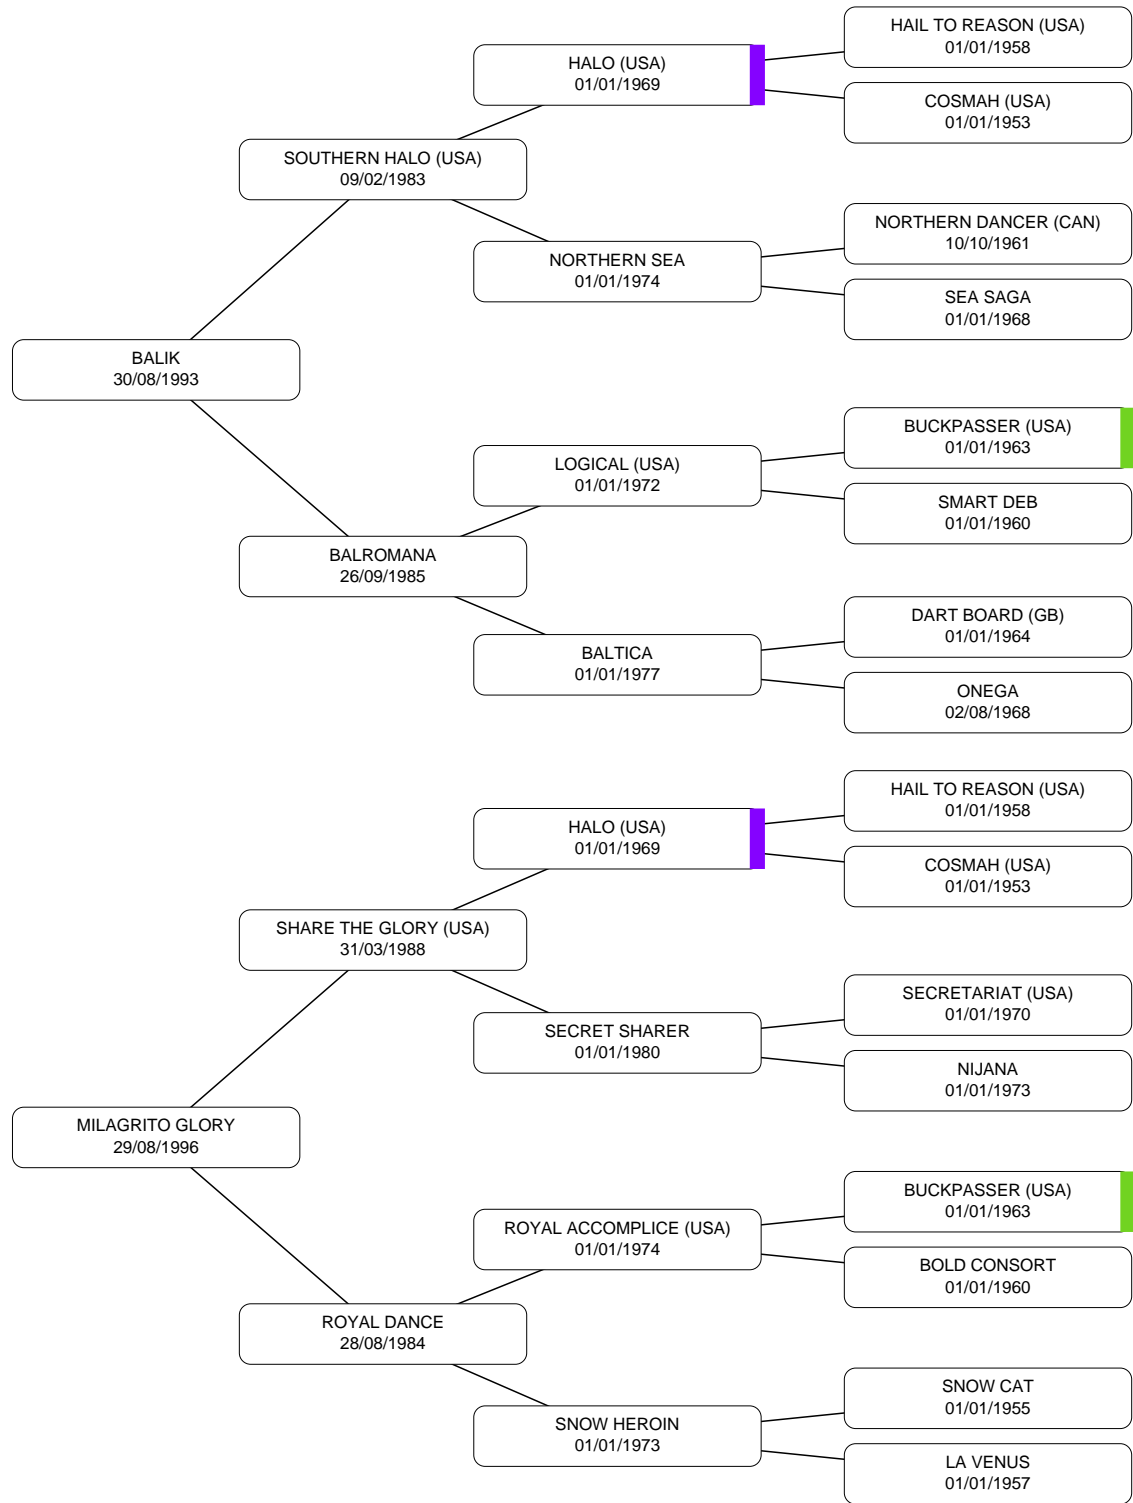 HAIL TO REASON (USA)
01/01/1958
HALO (USA)
01/01/1969
COSMAH (USA)
01/01/1953
SOUTHERN HALO (USA)
09/02/1983
NORTHERN DANCER (CAN)
10/10/1961
NORTHERN SEA
01/01/1974
SEA SAGA
01/01/1968
BALIK
30/08/1993
BUCKPASSER (USA)
01/01/1963
LOGICAL (USA)
01/01/1972
SMART DEB
01/01/1960
BALROMANA
26/09/1985
DART BOARD (GB)
01/01/1964
BALTICA
01/01/1977
ONEGA
02/08/1968
HAIL TO REASON (USA)
01/01/1958
HALO (USA)
01/01/1969
COSMAH (USA)
01/01/1953
SHARE THE GLORY (USA)
31/03/1988
SECRETARIAT (USA)
01/01/1970
SECRET SHARER
01/01/1980
NIJANA
01/01/1973
MILAGRITO GLORY
29/08/1996
BUCKPASSER (USA)
01/01/1963
ROYAL ACCOMPLICE (USA)
01/01/1974
BOLD CONSORT
01/01/1960
ROYAL DANCE
28/08/1984
SNOW CAT
01/01/1955
SNOW HEROIN
01/01/1973
LA VENUS
01/01/1957